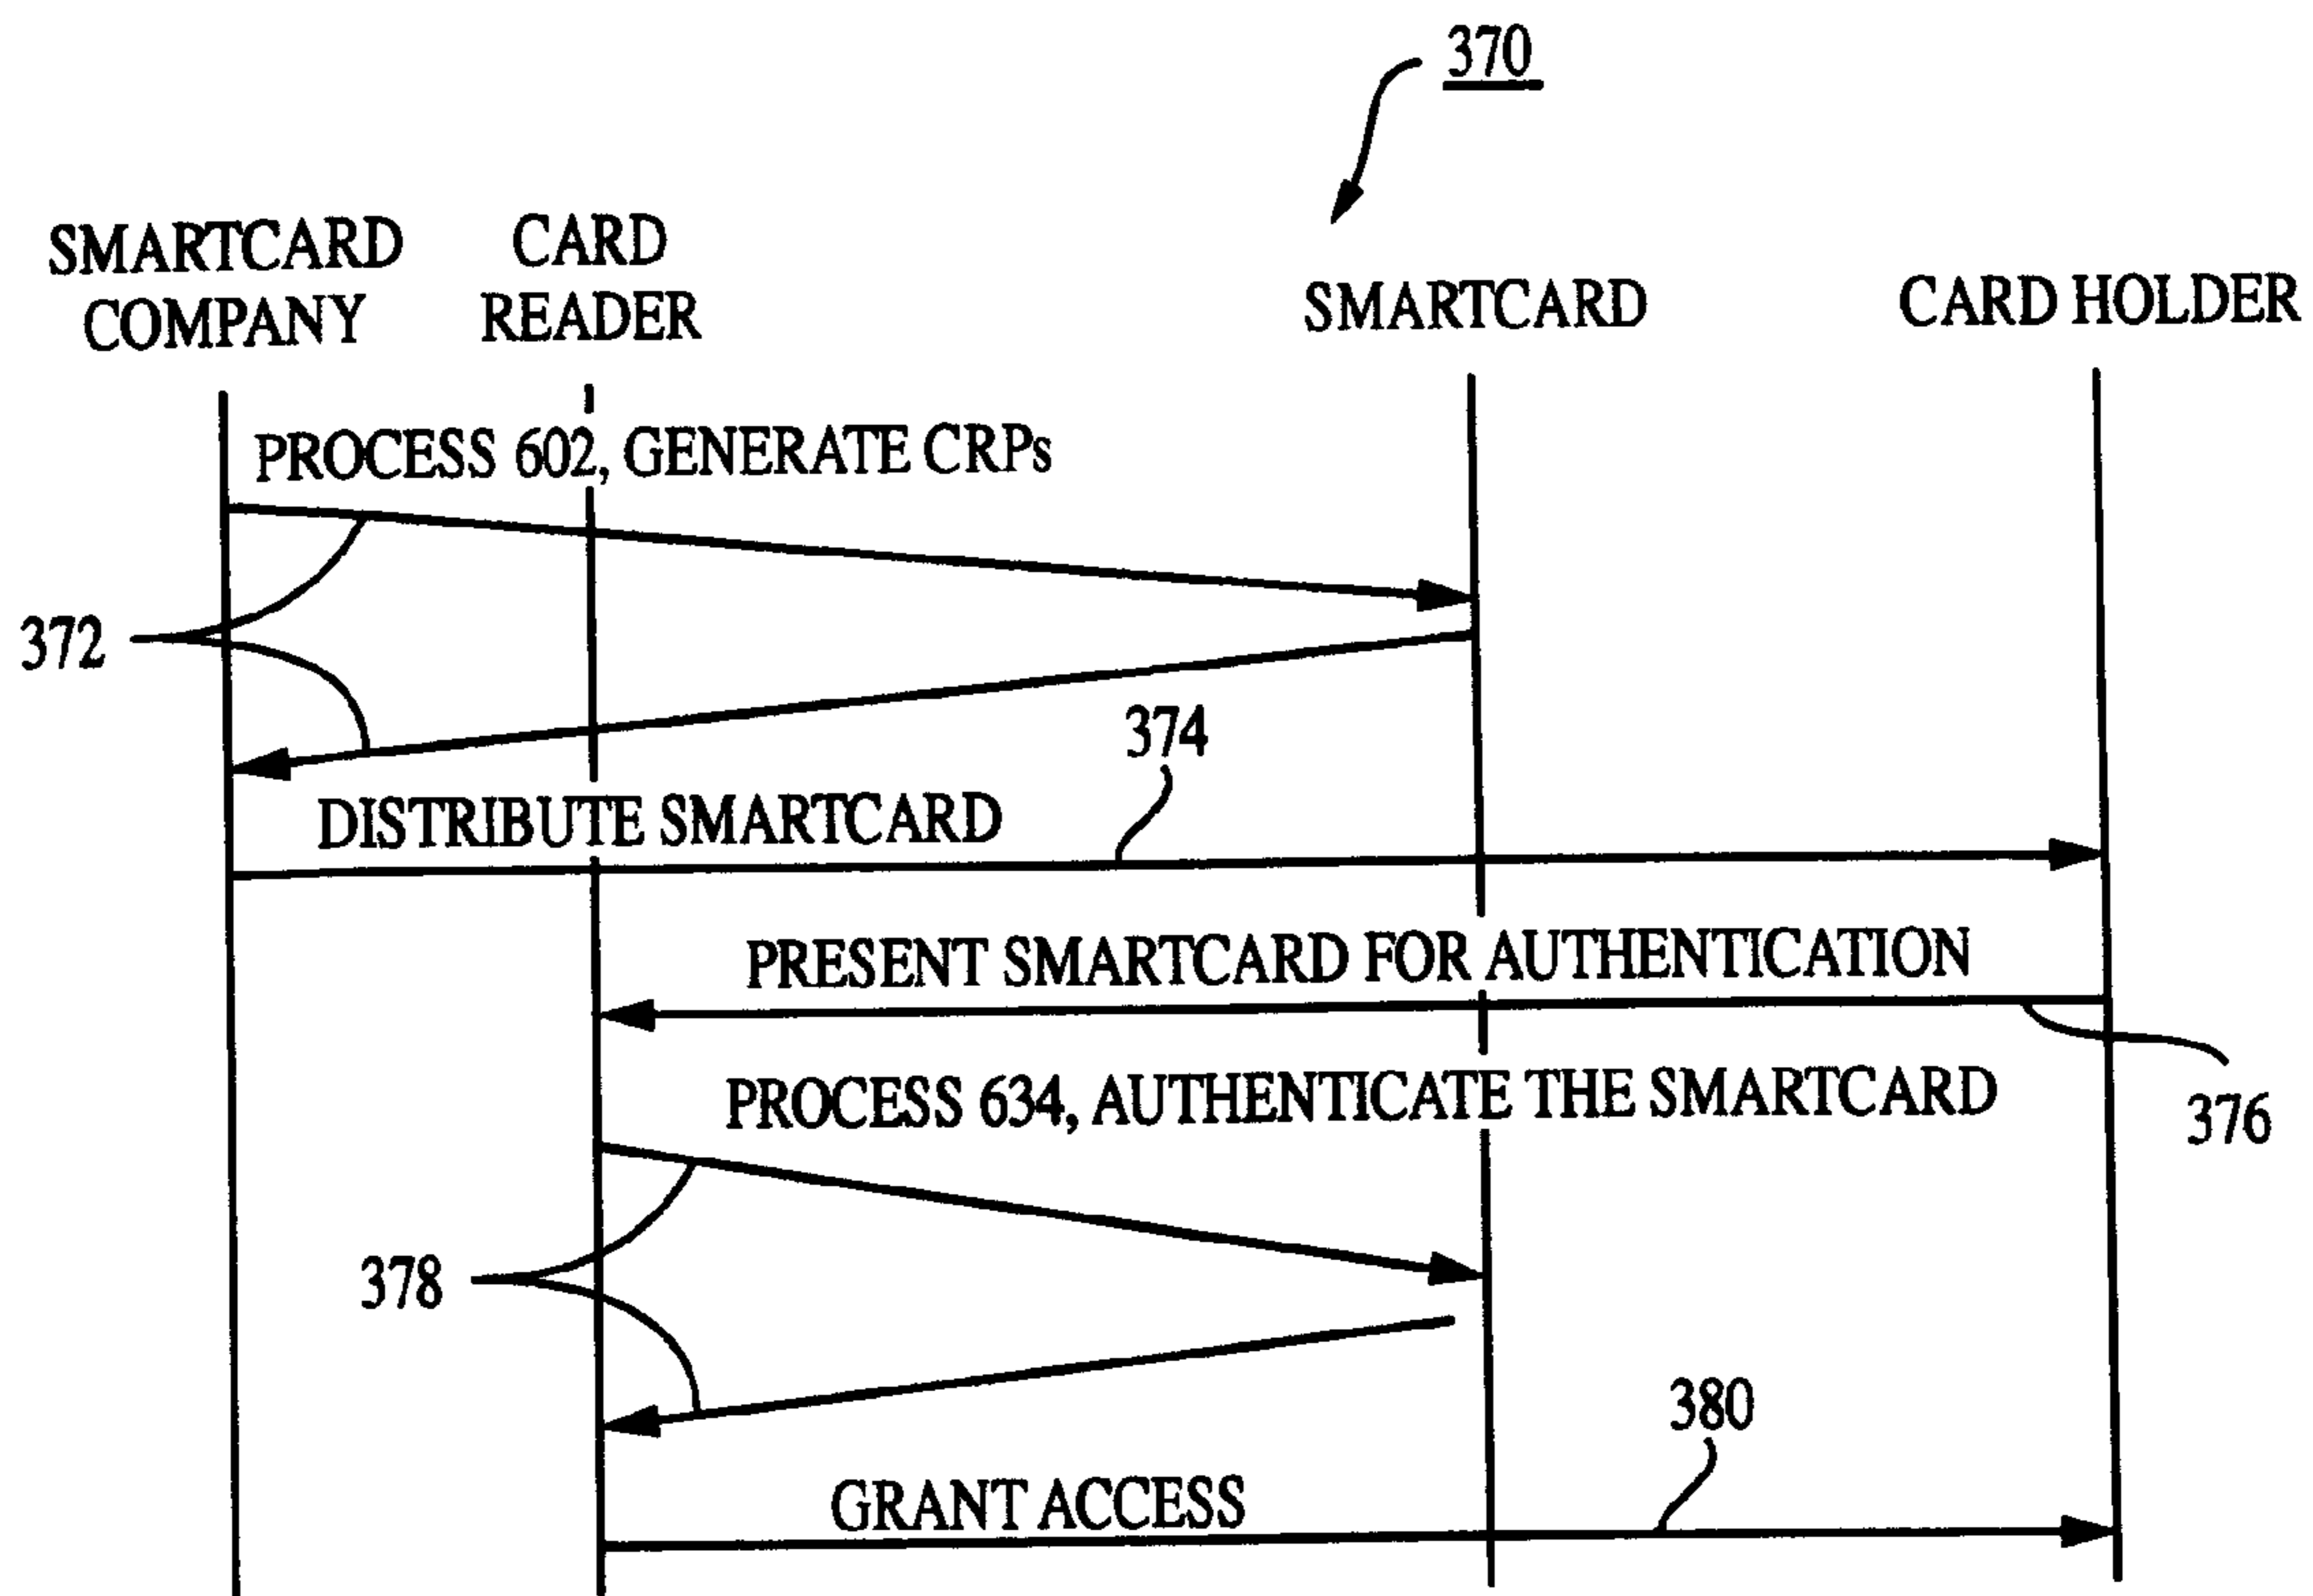 370
SMARTCARD
COMPANY
CARD
READER
SMARTCARD
CARD HOLDER
PROCESS 602, GENERATE CRPs
372
374
DISTRIBUTE SMARTCARD
PRESENT SMARTCARD FOR AUTHENTICATION
PROCESS 634, AUTHENTICATE THE SMARTCARD
376
378
380
GRANT ACCESS